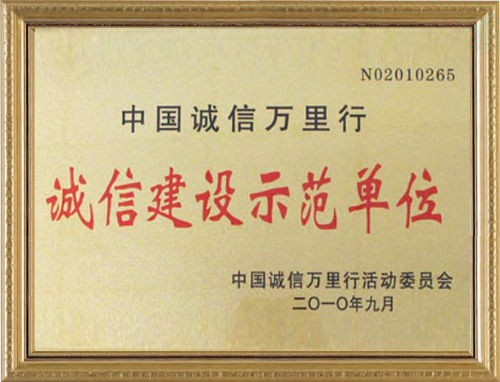 N02010265
中国诚信万里行
诚信建设示范单位
中国诚信万里行活动委员会
二〇一〇年九月